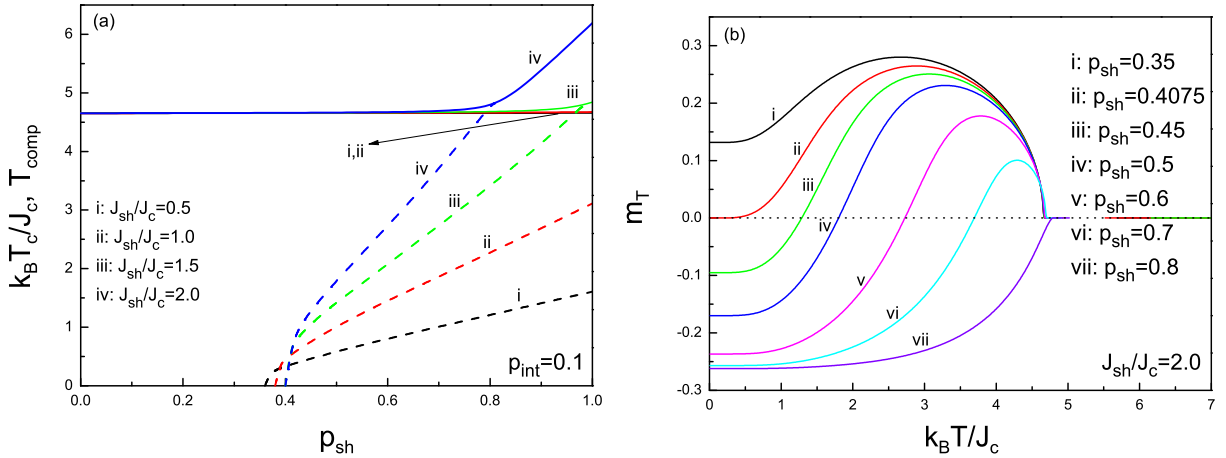 (a)
6
5
4
3
2
1
0
k_BT_c/J_c, T_comp
iv
iii
i,ii
iv
iii
ii
i
i: J_sh/J_c=0.5
ii: J_sh/J_c=1.0
iii: J_sh/J_c=1.5
iv: J_sh/J_c=2.0
p_int=0.1
0.0 0.2 0.4 0.6 0.8 1.0
p_sh
(b)
0.3
0.2
0.1
0.0
-0.1
-0.2
-0.3
m_T
i
ii
iii
iv
v
vi
vii
i: p_sh=0.35
ii: p_sh=0.4075
iii: p_sh=0.45
iv: p_sh=0.5
v: p_sh=0.6
vi: p_sh=0.7
vii: p_sh=0.8
J_sh/J_c=2.0
0 1 2 3 4 5 6 7
k_BT/J_c